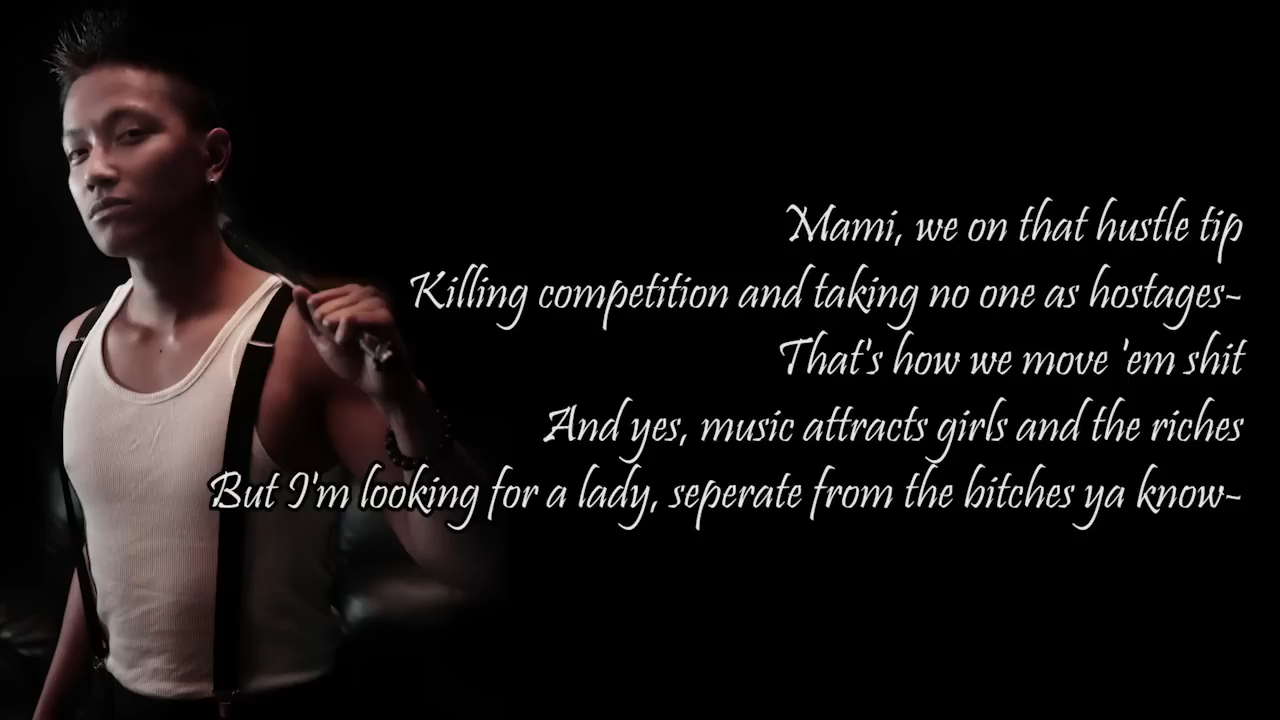 Mami, we on that hustle tip
Killing competition and taking no one as hostages-
That's how we move 'em shit
And yes, music attracts girls and the riches
But I'm looking for a lady, seperate from the bitches ya know-